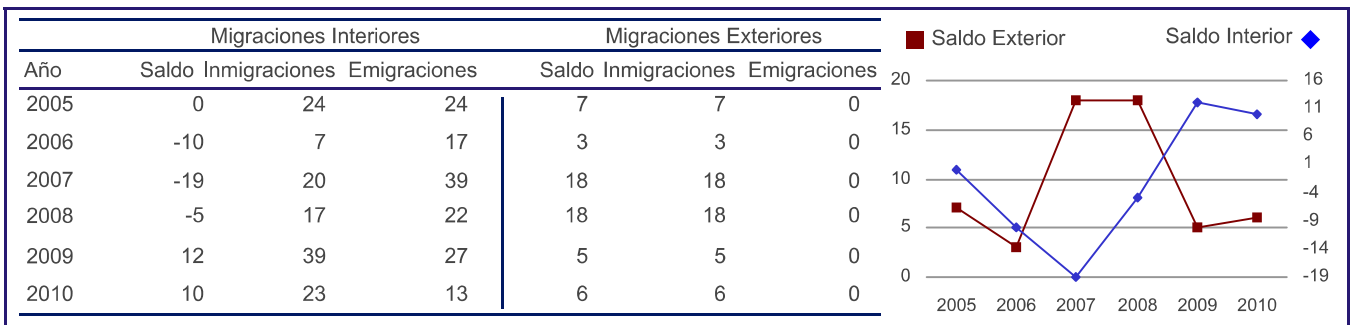 Migraciones Interiores Migraciones Exteriores
Año Saldo Inmigraciones Emigraciones Saldo Inmigraciones Emigraciones
2005 0 24 24 7 7 0
2006 -10 7 17 3 3 0
2007 -19 20 39 18 18 0
2008 -5 17 22 18 18 0
2009 12 39 27 5 5 0
2010 10 23 13 6 6 0
Saldo Exterior Saldo Interior
20 16
11
15 6
1
10 -4
5 -9
-14
0 -19
2005 2006 2007 2008 2009 2010